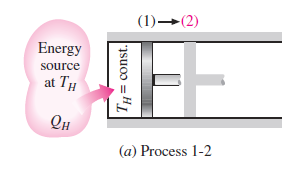 (1) → (2)
Energy
source
at T_H
Q_H
T_H = const.
(a) Process 1-2